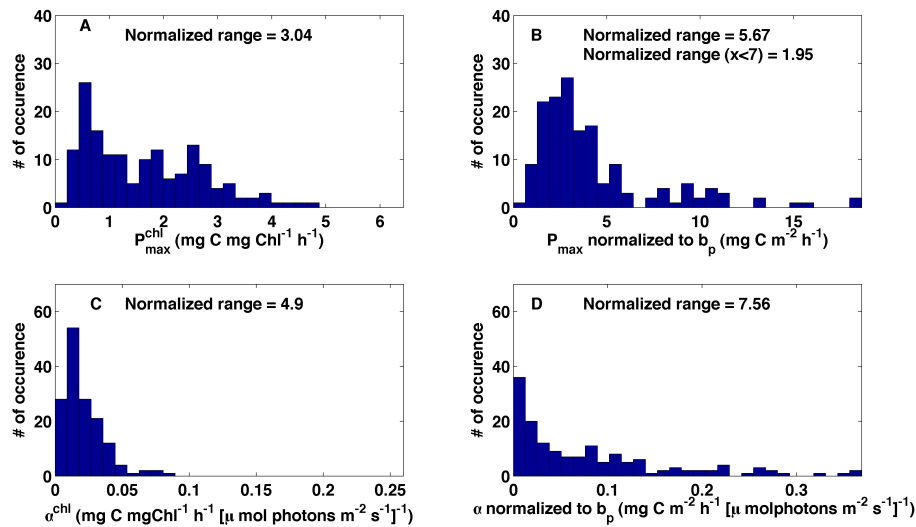 A
Normalized range = 3.04
40
30
20
10
0
# of occurence
0 1 2 3 4 5 6
P_max^chl (mg C mg Chl^-1 h^-1)
B
Normalized range = 5.67
Normalized range (x<7) = 1.95
40
30
20
10
0
# of occurence
0 5 10 15
P_max normalized to b_p (mg C m^-2 h^-1)
C
Normalized range = 4.9
60
40
20
0
# of occurence
0 0.05 0.1 0.15 0.2 0.25
α^chl (mg C mgChl^-1 h^-1 [μ mol photons m^-2 s^-1]^-1)
D
Normalized range = 7.56
60
40
20
0
# of occurence
0 0.1 0.2 0.3
α normalized to b_p (mg C m^-2 h^-1 [μ molphotons m^-2 s^-1]^-1)